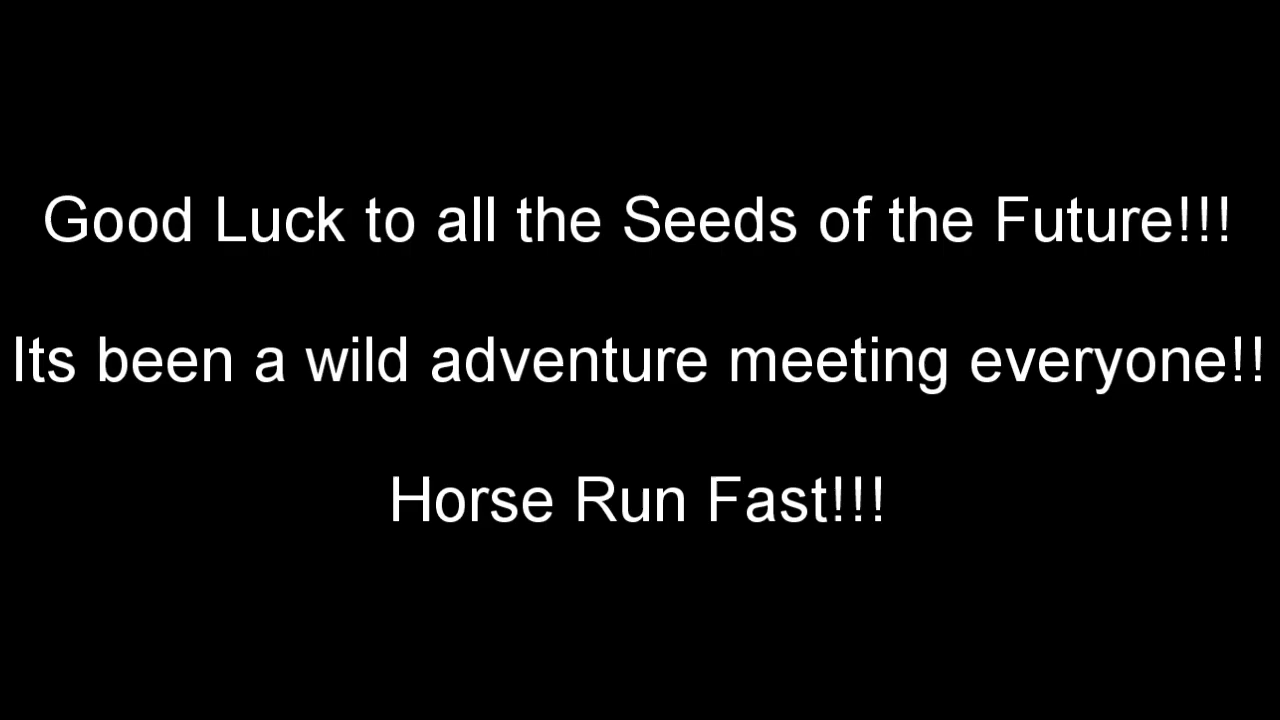 Good Luck to all the Seeds of the Future!!!
Its been a wild adventure meeting everyone!!
Horse Run Fast!!!